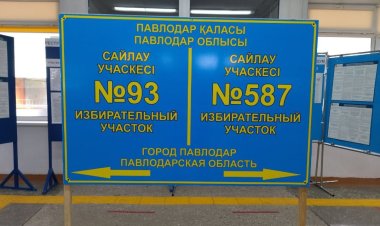 ПАВЛОДАР ҚАЛАСЫ
ПАВЛОДАР ОБЛЫСЫ
САЙЛАУ
УЧАСКЕСІ
№93
ИЗБИРАТЕЛЬНЫЙ
УЧАСТОК
САЙЛАУ
УЧАСКЕСІ
№587
ИЗБИРАТЕЛЬНЫЙ
УЧАСТОК
ГОРОД ПАВЛОДАР
ПАВЛОДАРСКАЯ ОБЛАСТЬ